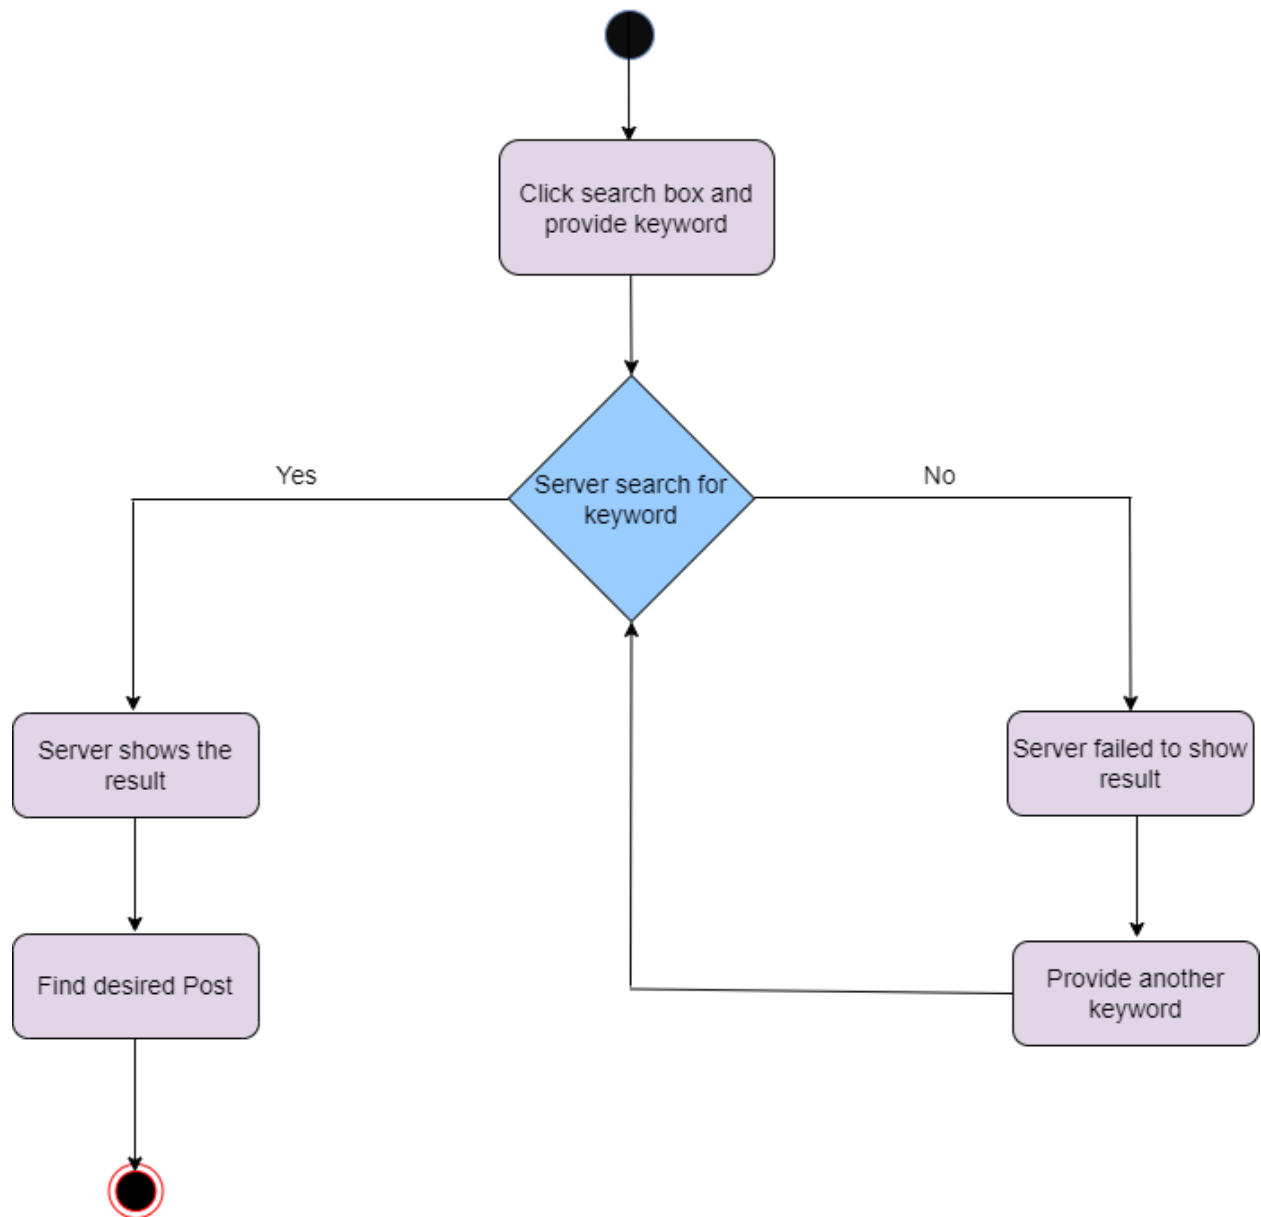 Click search box and
provide keyword
Yes
Server search for
keyword
No
Server shows the
result
Server failed to show
result
Find desired Post
Provide another
keyword